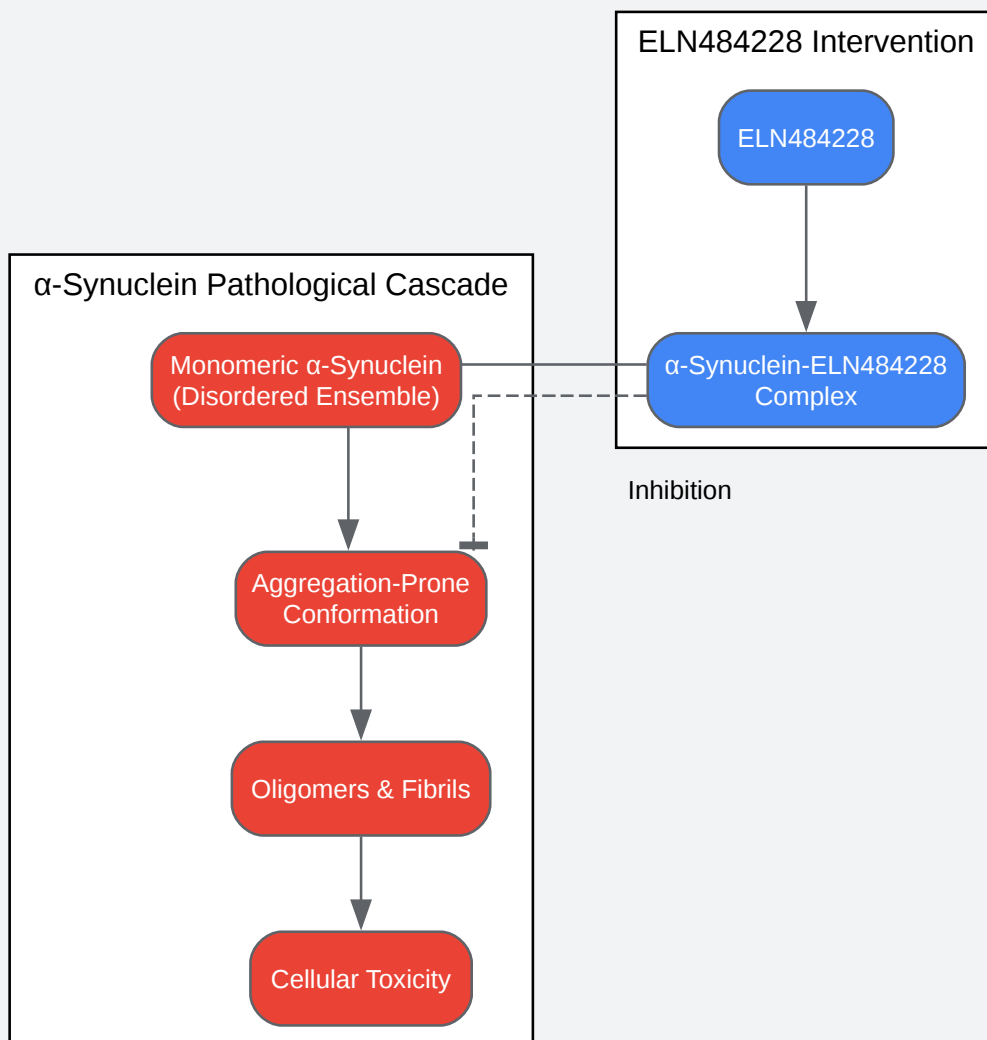 ELN484228 Intervention
ELN484228
α-Synuclein Pathological Cascade
Monomeric α-Synuclein
(Disordered Ensemble)
α-Synuclein-ELN484228
Complex
Inhibition
Aggregation-Prone
Conformation
Oligomers & Fibrils
Cellular Toxicity